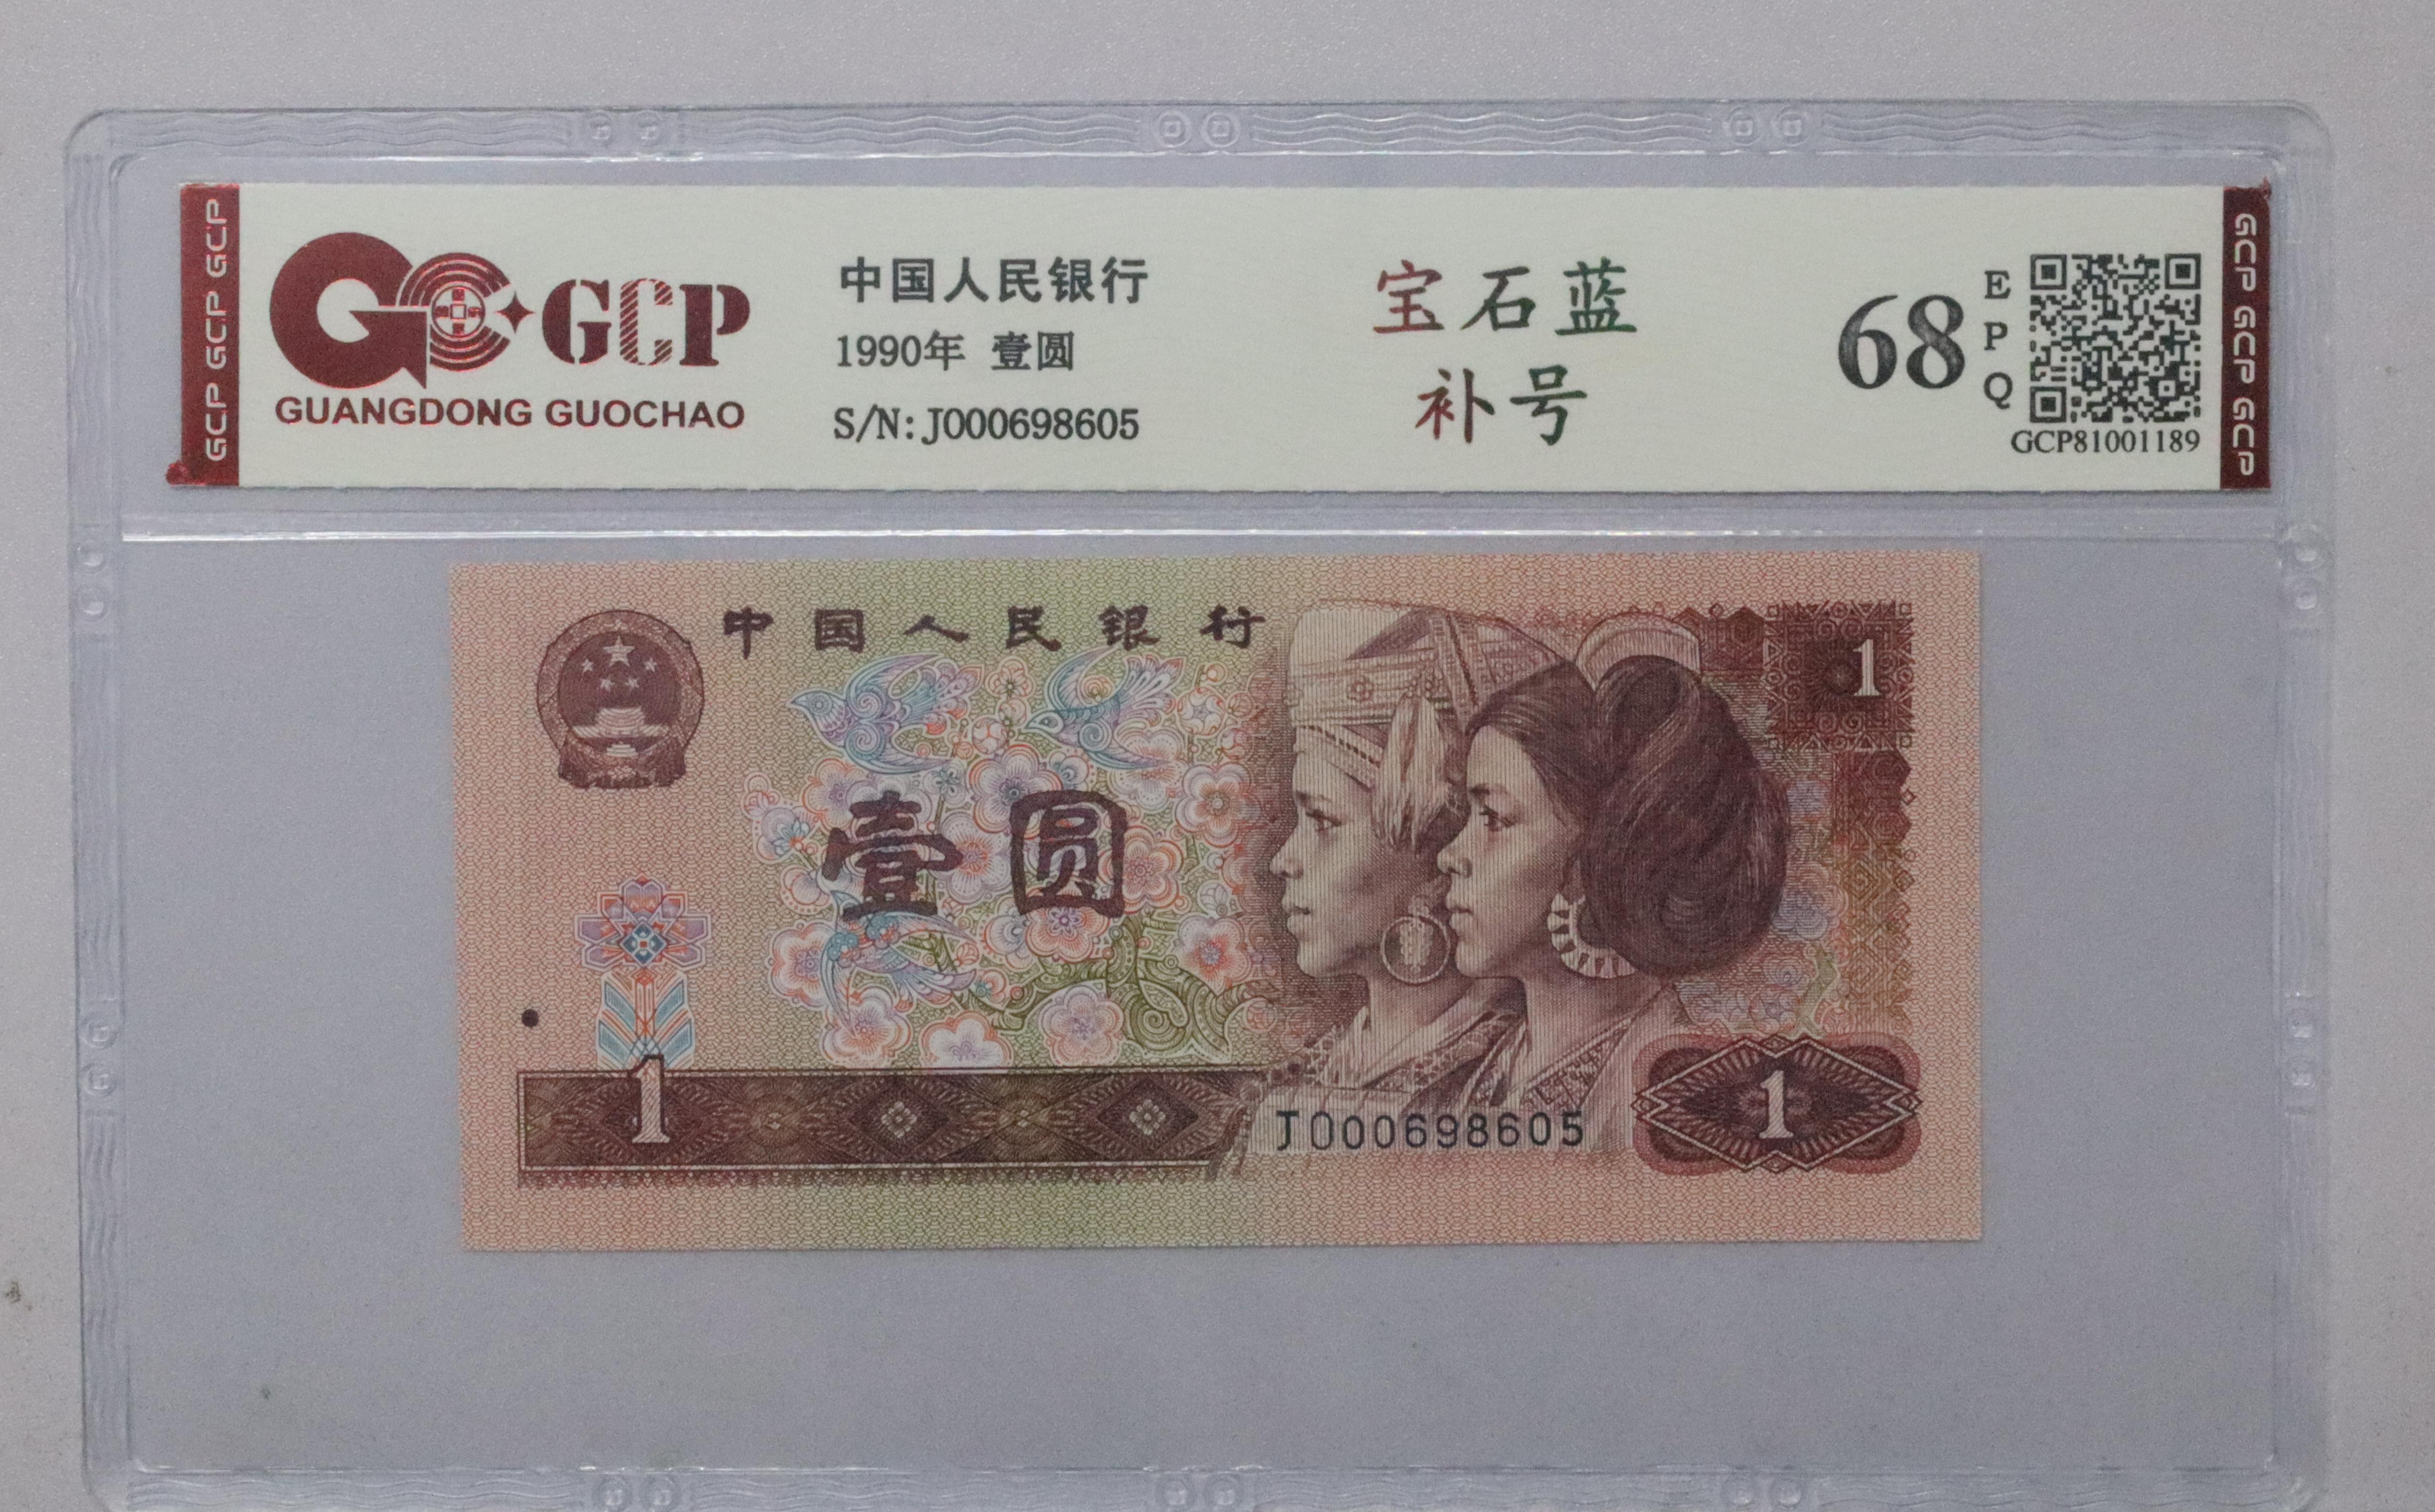 GCP GCP GCP
GCP
GUANGDONG GUOCHAO
中国人民银行
1990年 壹圆
S/N:J000698605
宝石蓝
补号
68
EPQ
GCP81001189
GCP GCP GCP
中国人民银行
1
壹圆
1
J000698605
1